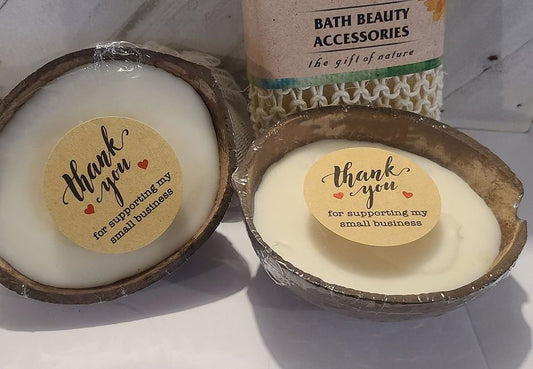 BATH BEAUTY
ACCESSORIES
the gift of nature
thank
you
for supporting my
small business
thank
you
for supporting my
small business